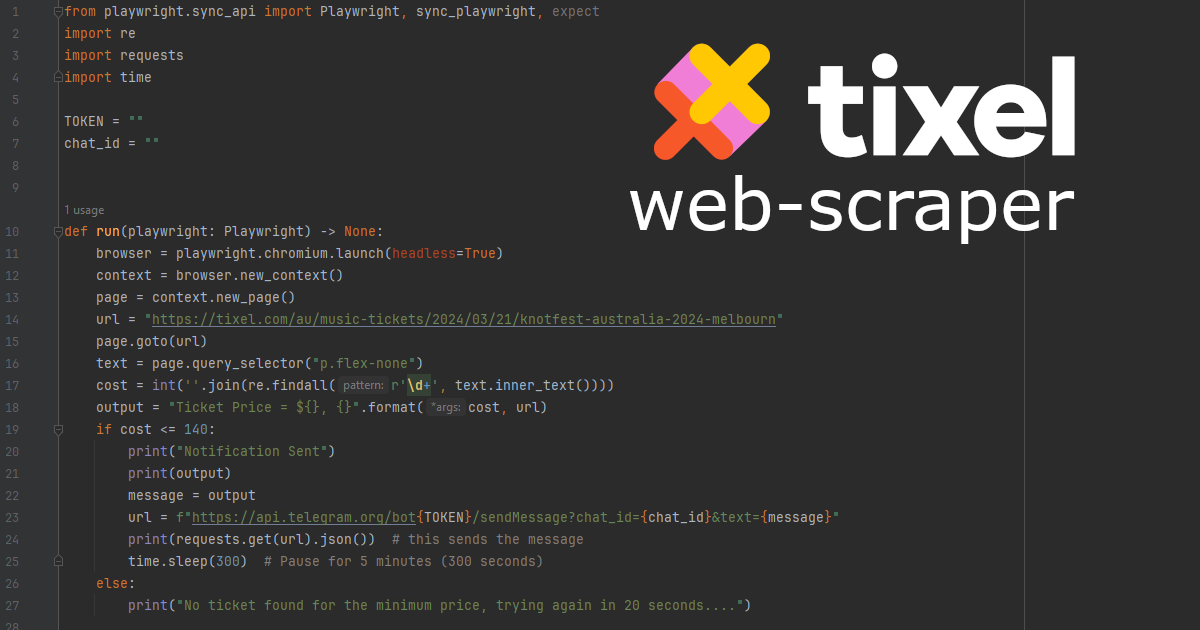 1 from playwright.sync_api import Playwright, sync_playwright, expect
2 import re
3 import requests
4 import time
5
6 TOKEN = ""
7 chat_id = ""
8
9
1 usage
10 def run(playwright: Playwright) -> None:
11     browser = playwright.chromium.launch(headless=True)
12     context = browser.new_context()
13     page = context.new_page()
14     url = "https://tixel.com/au/music-tickets/2024/03/21/knotfest-australia-2024-melbourn"
15     page.goto(url)
16     text = page.query_selector("p.flex-none")
17     cost = int(''.join(re.findall( pattern: r'\d+', text.inner_text())))
18     output = "Ticket Price = ${}, {}".format( *args: cost, url)
19     if cost <= 140:
20         print("Notification Sent")
21         print(output)
22         message = output
23         url = f"https://api.telegram.org/bot{TOKEN}/sendMessage?chat_id={chat_id}&text={message}"
24         print(requests.get(url).json())  # this sends the message
25         time.sleep(300)  # Pause for 5 minutes (300 seconds)
26     else:
27         print("No ticket found for the minimum price, trying again in 20 seconds....")
28
tixel
web-scraper